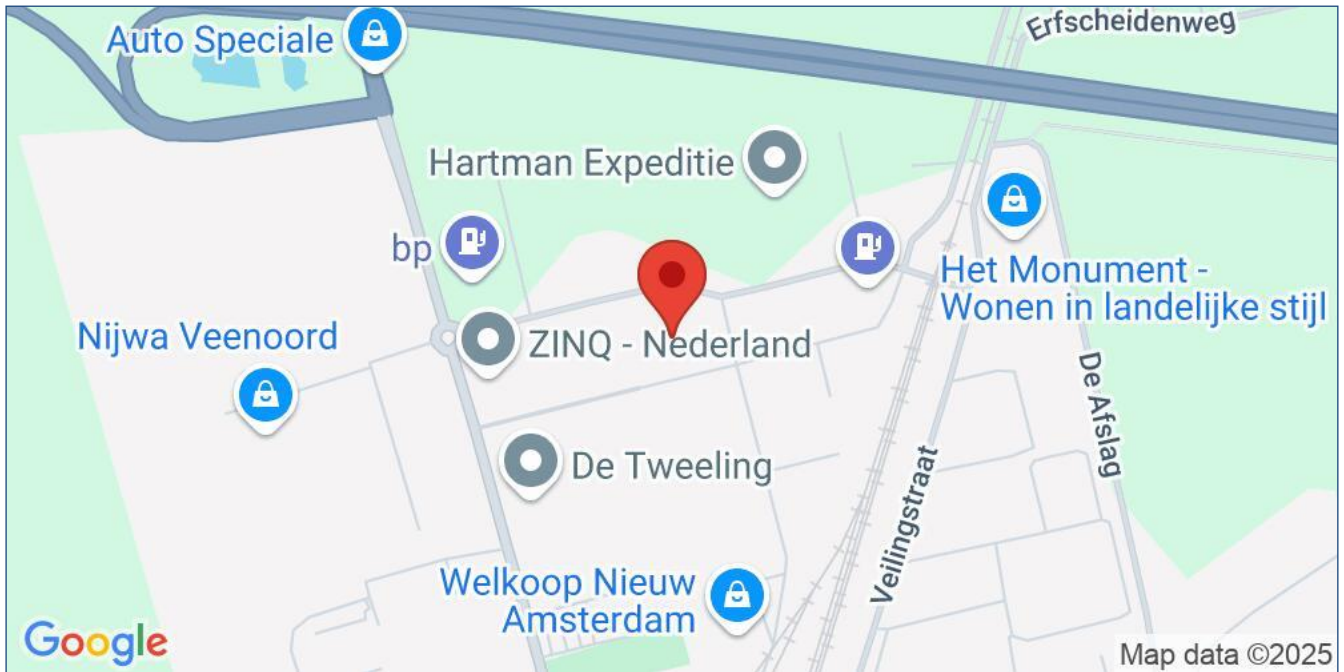 Erfscheidenweg
Auto Speciale
Hartman Expeditie
bp
Het Monument -
Wonen in landelijke stijl
Nijwa Veenoord
ZINQ - Nederland
De Afslag
De Tweeling
Veilingstraat
Welkoop Nieuw
Amsterdam
Google
Map data ©2025